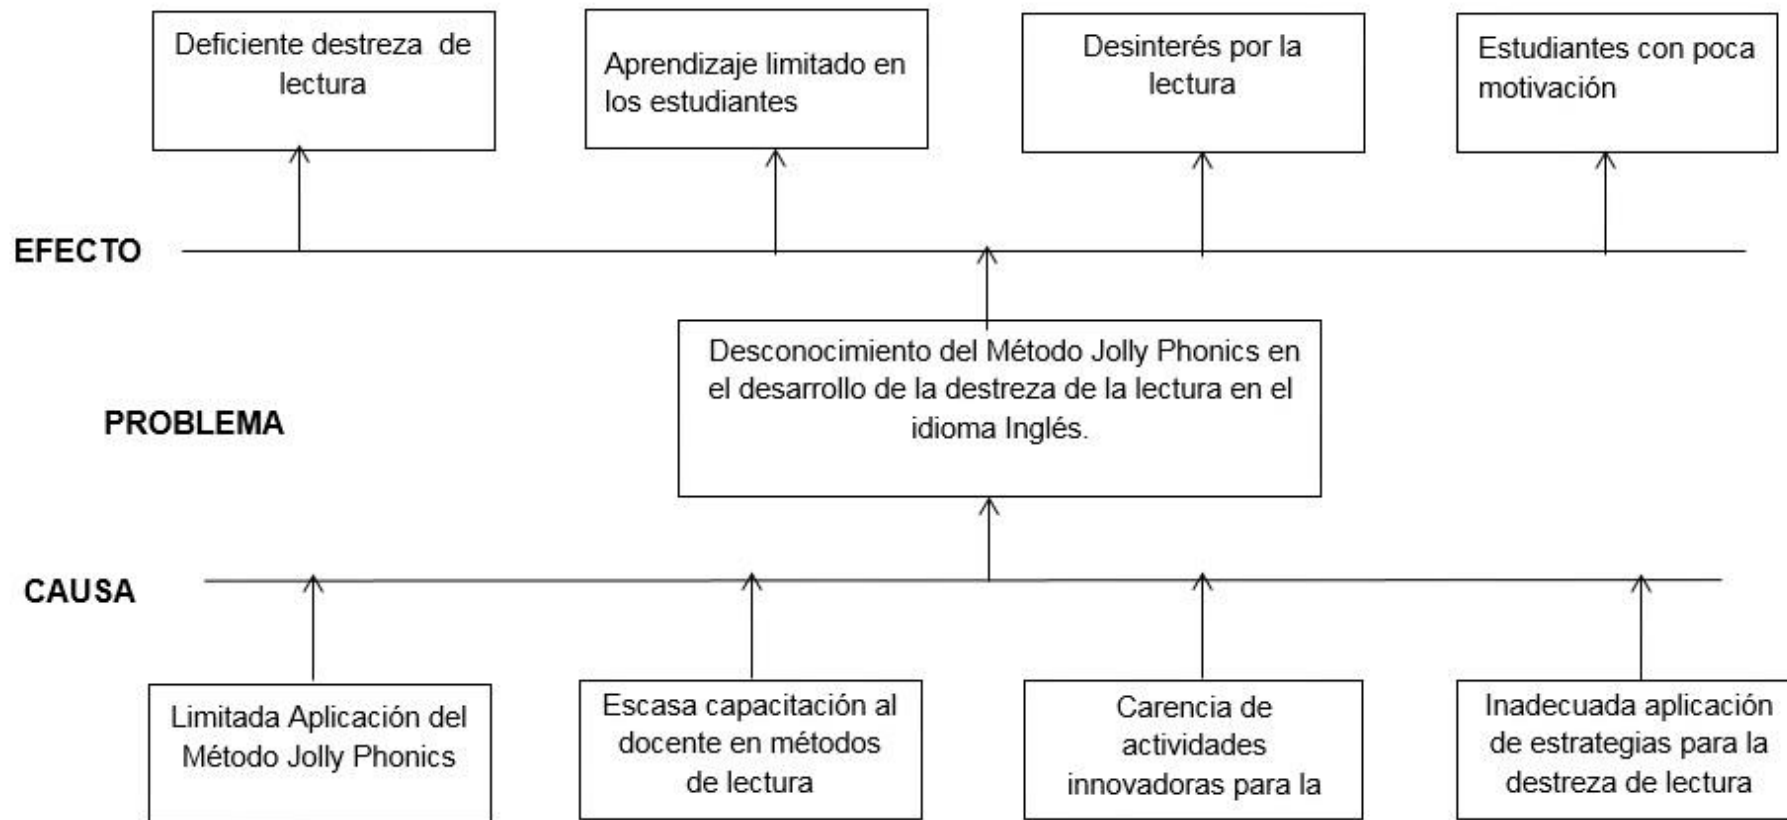 Deficiente destreza de
lectura
Aprendizaje limitado en
los estudiantes
Desinterés por la
lectura
Estudiantes con poca
motivación
EFECTO
Desconocimiento del Método Jolly Phonics en
el desarrollo de la destreza de la lectura en el
idioma Inglés.
PROBLEMA
CAUSA
Limitada Aplicación del
Método Jolly Phonics
Escasa capacitación al
docente en métodos
de lectura
Carencia de
actividades
innovadoras para la
Inadecuada aplicación
de estrategias para la
destreza de lectura